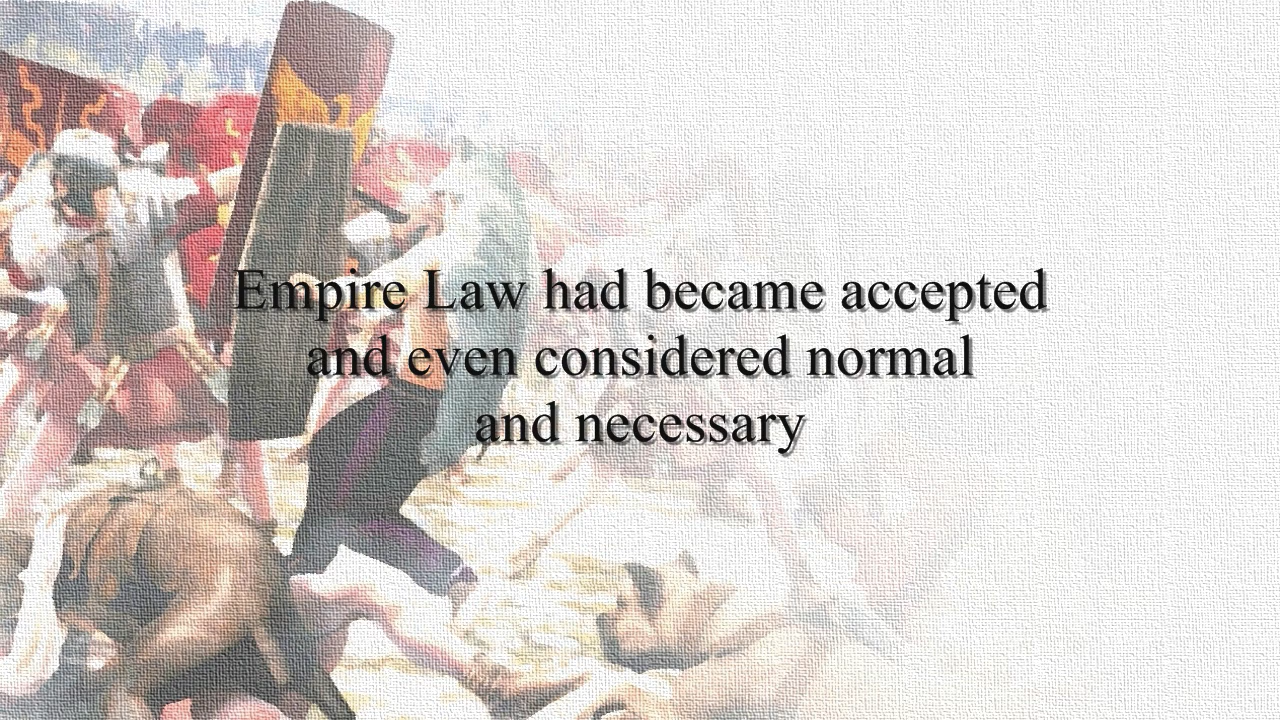 Empire Law had became accepted
and even considered normal
and necessary